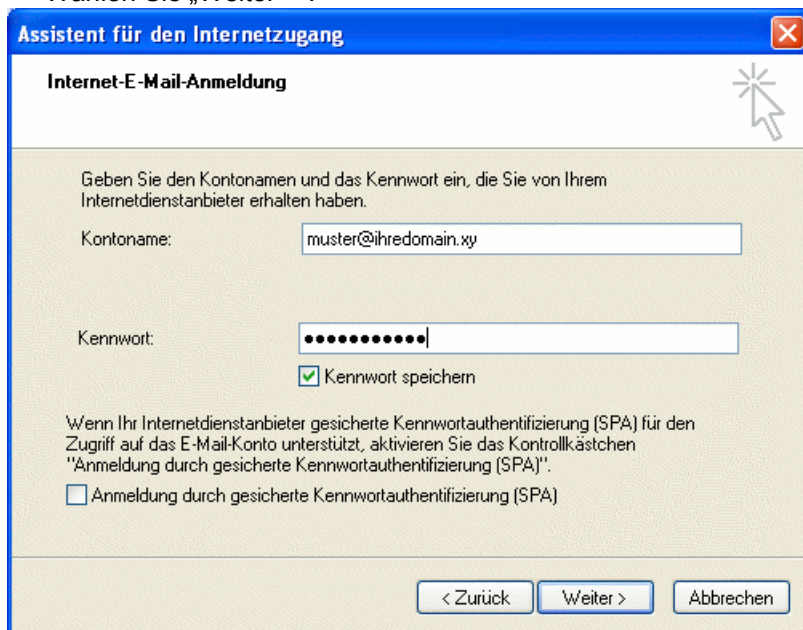 Wählen Sie „Weiter
Assistent für den Internetzugang
Internet-E-Mail-Anmeldung
Geben Sie den Kontonamen und das Kennwort ein, die Sie von Ihrem
Internetdienstanbieter erhalten haben.
Kontoname: muster@ihredomain.xy
Kennwort: ●●●●●●●●●●●
Kennwort speichern
Wenn Ihr Internetdienstanbieter gesicherte Kennwortauthentifizierung (SPA) für den
Zugriff auf das E-Mail-Konto unterstützt, aktivieren Sie das Kontrollkästchen
"Anmeldung durch gesicherte Kennwortauthentifizierung (SPA)".
Anmeldung durch gesicherte Kennwortauthentifizierung (SPA)
< Zurück Weiter > Abbrechen